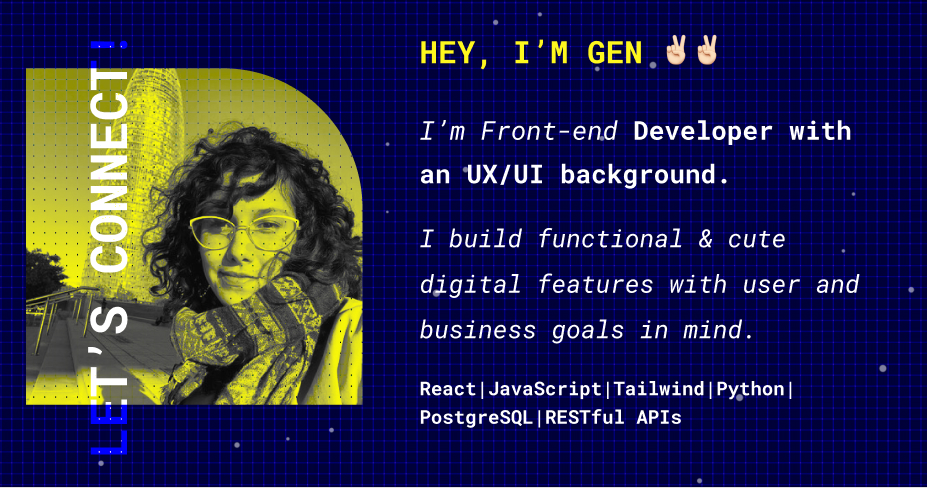 LET’S CONNECT!
HEY, I’M GEN ✌🏻✌🏻
I’m Front-end Developer with
an UX/UI background.
I build functional & cute
digital features with user and
business goals in mind.
React|JavaScript|Tailwind|Python|
PostgreSQL|RESTful APIs